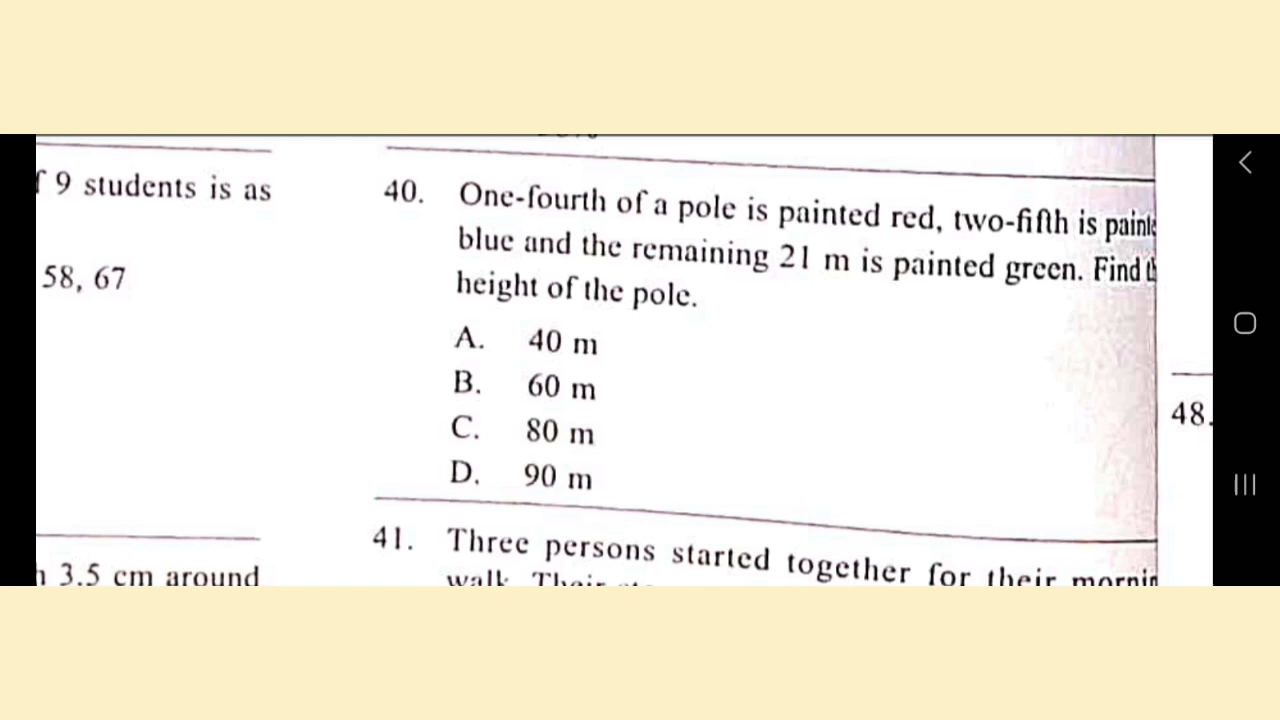 f 9 students is as
58, 67
3.5 cm around
40. One-fourth of a pole is painted red, two-fifth is
blue and the remaining 21 m is painted green. Find
height of the pole.
A. 40 m
B. 60 m
C. 80 m
D. 90 m
41. Three persons started together for their
walk
48.